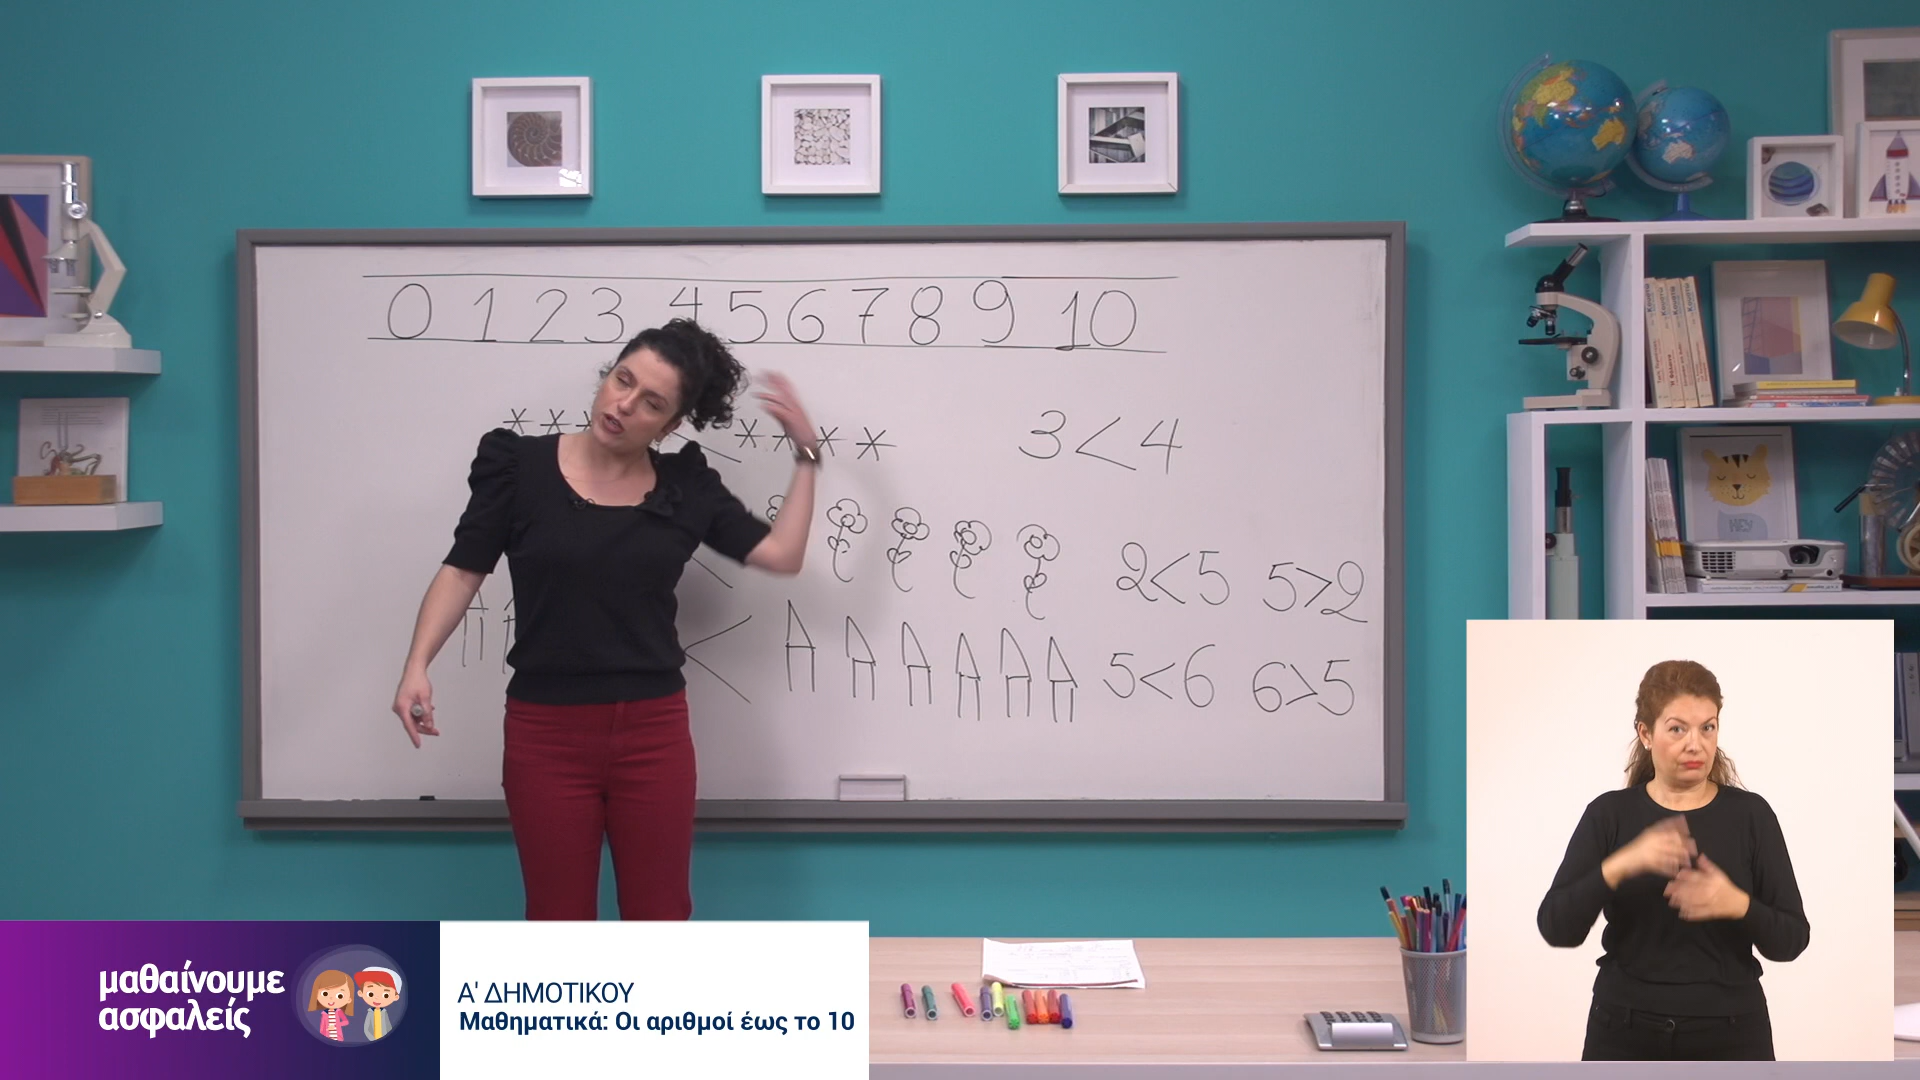 0 1 2 3 4 5 6 7 8 9 10
3 < 4
2 < 5 5 > 2
<
5 < 6 6 > 5
μαθαίνουμε
ασφαλείς
Α' ΔΗΜΟΤΙΚΟΥ
Μαθηματικά: Οι αριθμοί έως το 10